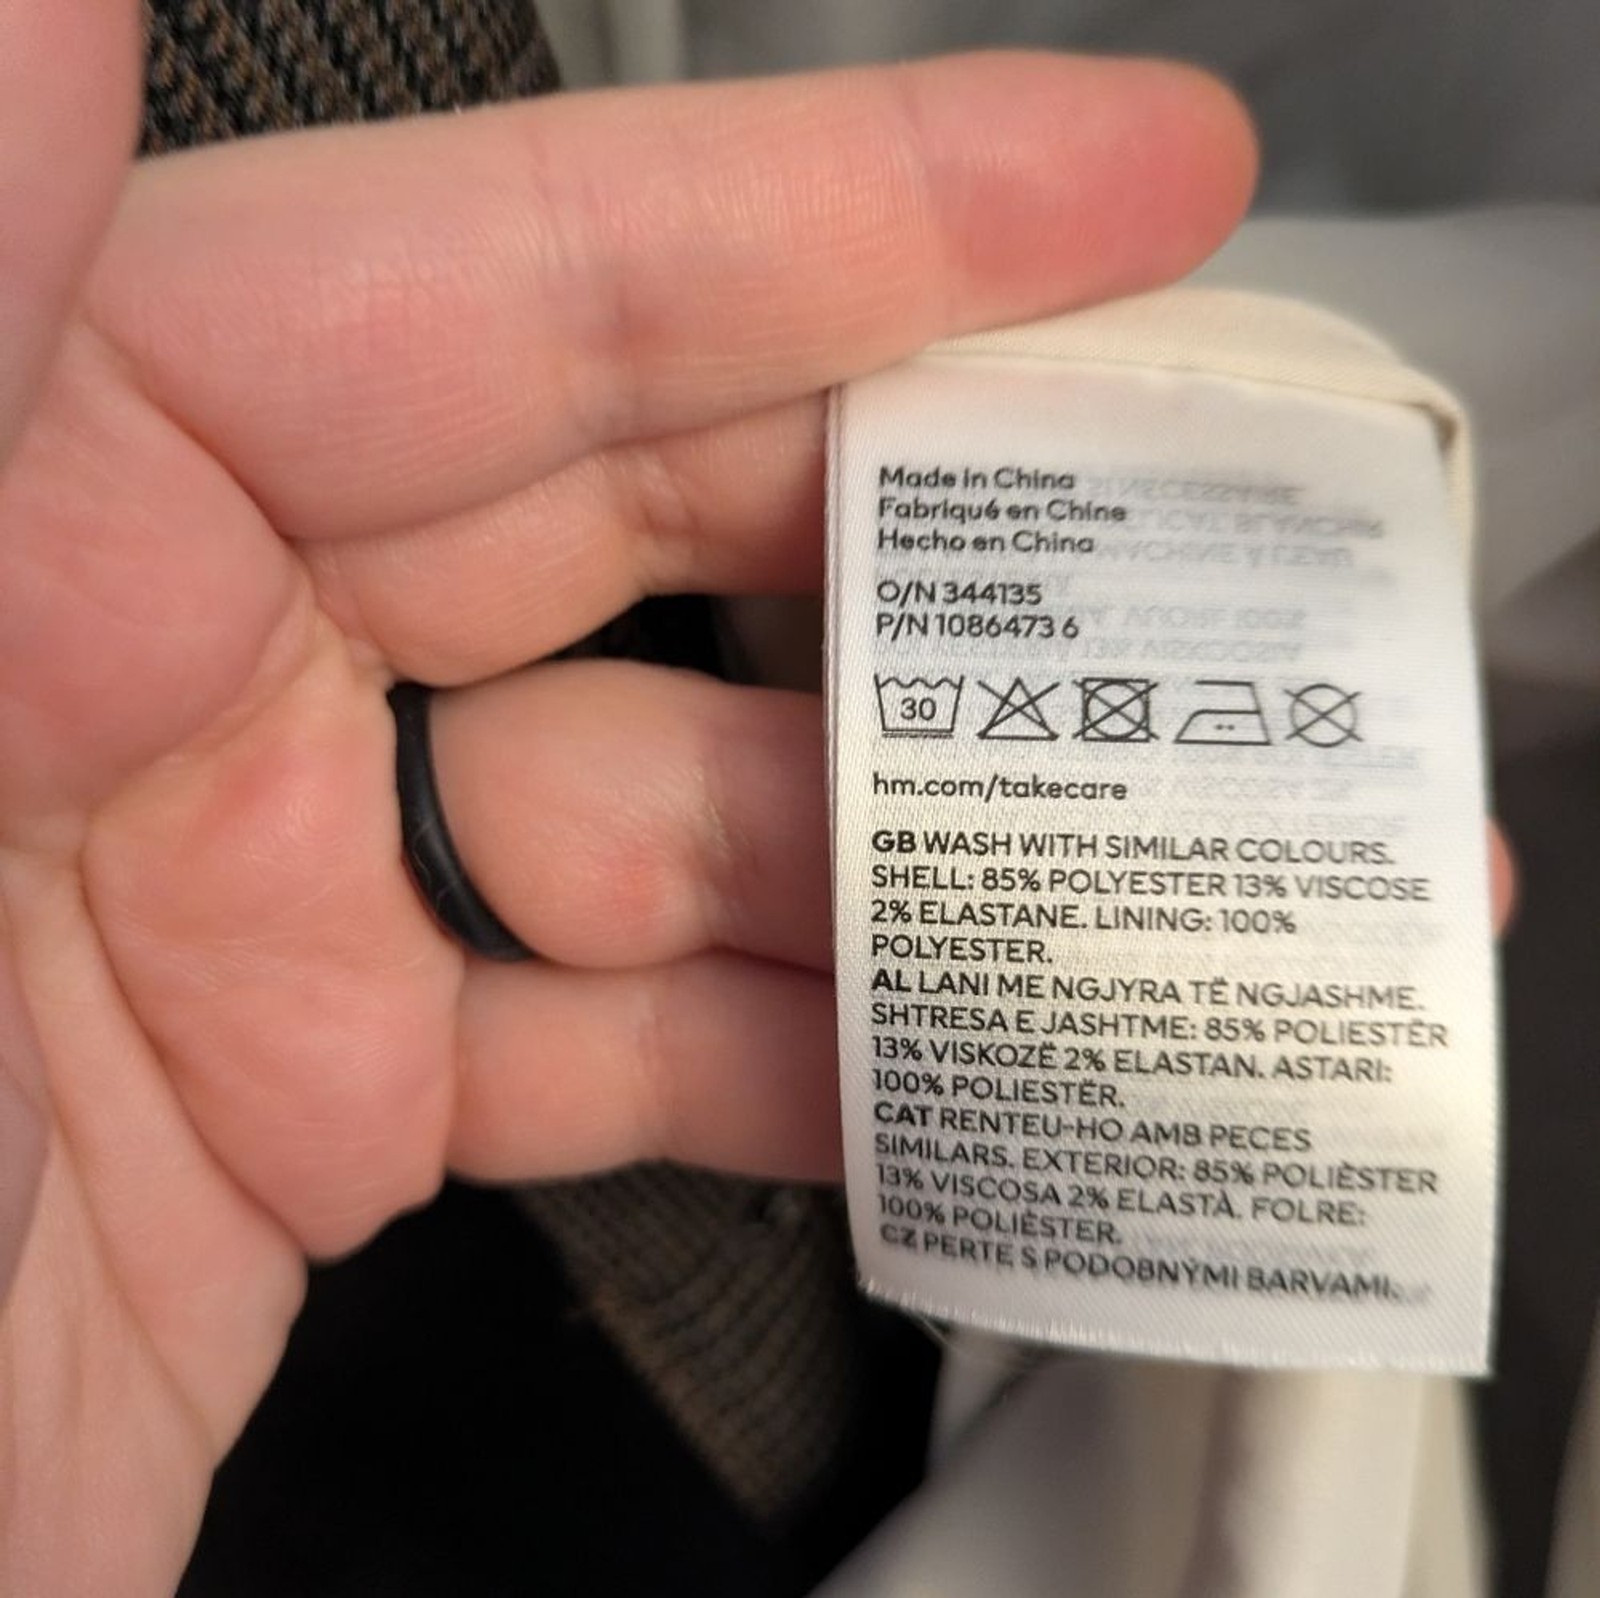 Made in China
Fabriqué en Chine
Hecho en China
O/N 344135
P/N 1086473 6
30
hm.com/takecare
GB WASH WITH SIMILAR COLOURS.
SHELL: 85% POLYESTER 13% VISCOSE
2% ELASTANE. LINING: 100%
POLYESTER.
AL LANI ME NGJYRA TË NGJASHME.
SHTRESA E JASHTME: 85% POLIESTËR
13% VISKOZË 2% ELASTAN. ASTARI:
100% POLIESTËR.
CAT RENTEU-HO AMB PECES
SIMILARS. EXTERIOR: 85% POLIÈSTER
13% VISCOSA 2% ELASTÀ. FOLRE:
100% POLIÈSTER.
CZ PERTE S PODOBNÝMI BARVAMI.